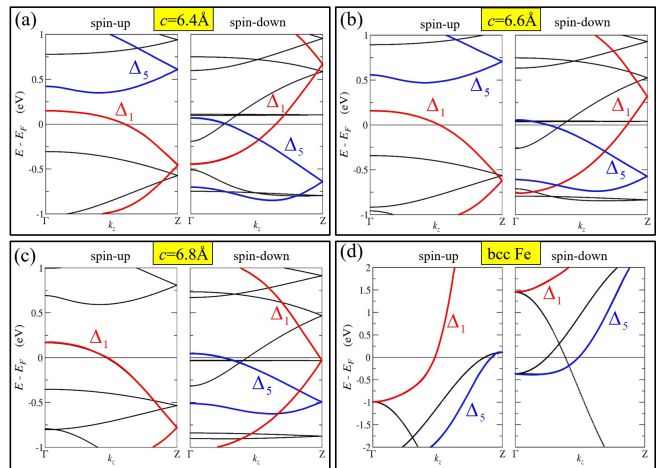 (a) spin-up c=6.4Å spin-down
1
0.5
0
-0.5
-1
E - E_F (eV)
Δ5
Δ1
Δ1
Δ5
Γ k_z Z Γ Z
(b) spin-up c=6.6Å spin-down
1
0.5
0
-0.5
-1
E - E_F (eV)
Δ5
Δ1
Δ1
Δ5
Γ k_z Z Γ Z
(c) spin-up c=6.8Å spin-down
1
0.5
0
-0.5
-1
E - E_F (eV)
Δ1
Δ1
Δ5
Γ k_z Z Γ Z
(d) spin-up bcc Fe spin-down
2
1.5
1
0.5
0
-0.5
-1
-1.5
-2
E - E_F (eV)
Δ1
Δ5
Δ1
Δ5
Γ k_z Z Γ Z